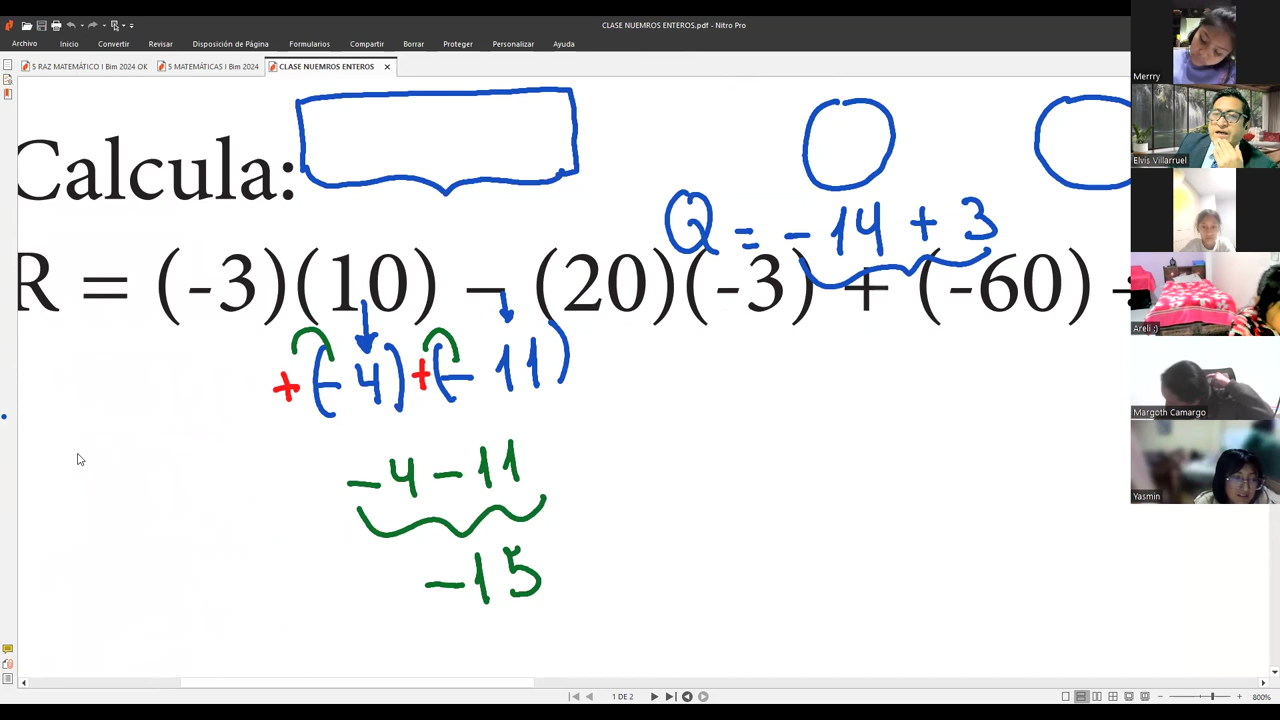 CLASE NUEMROS ENTEROS.pdf - Nitro Pro
Archivo Inicio Convertir Revisar Disposición de Página Formularios Compartir Borrar Proteger Personalizar Ayuda
5 RAZ MATEMÁTICO I Bim 2024 OK 5 MATEMÁTICAS I Bim 2024 CLASE NUEMROS ENTEROS
Merrry
Elvis Villarruel
Areli :)
Margoth Camargo
Yasmin
Calcula:
Q = - 14 + 3
R = (-3)(10) – (20)(-3) + (-60) ÷
+(-4)+(- 11)
-4-11
-15
1 DE 2
800%